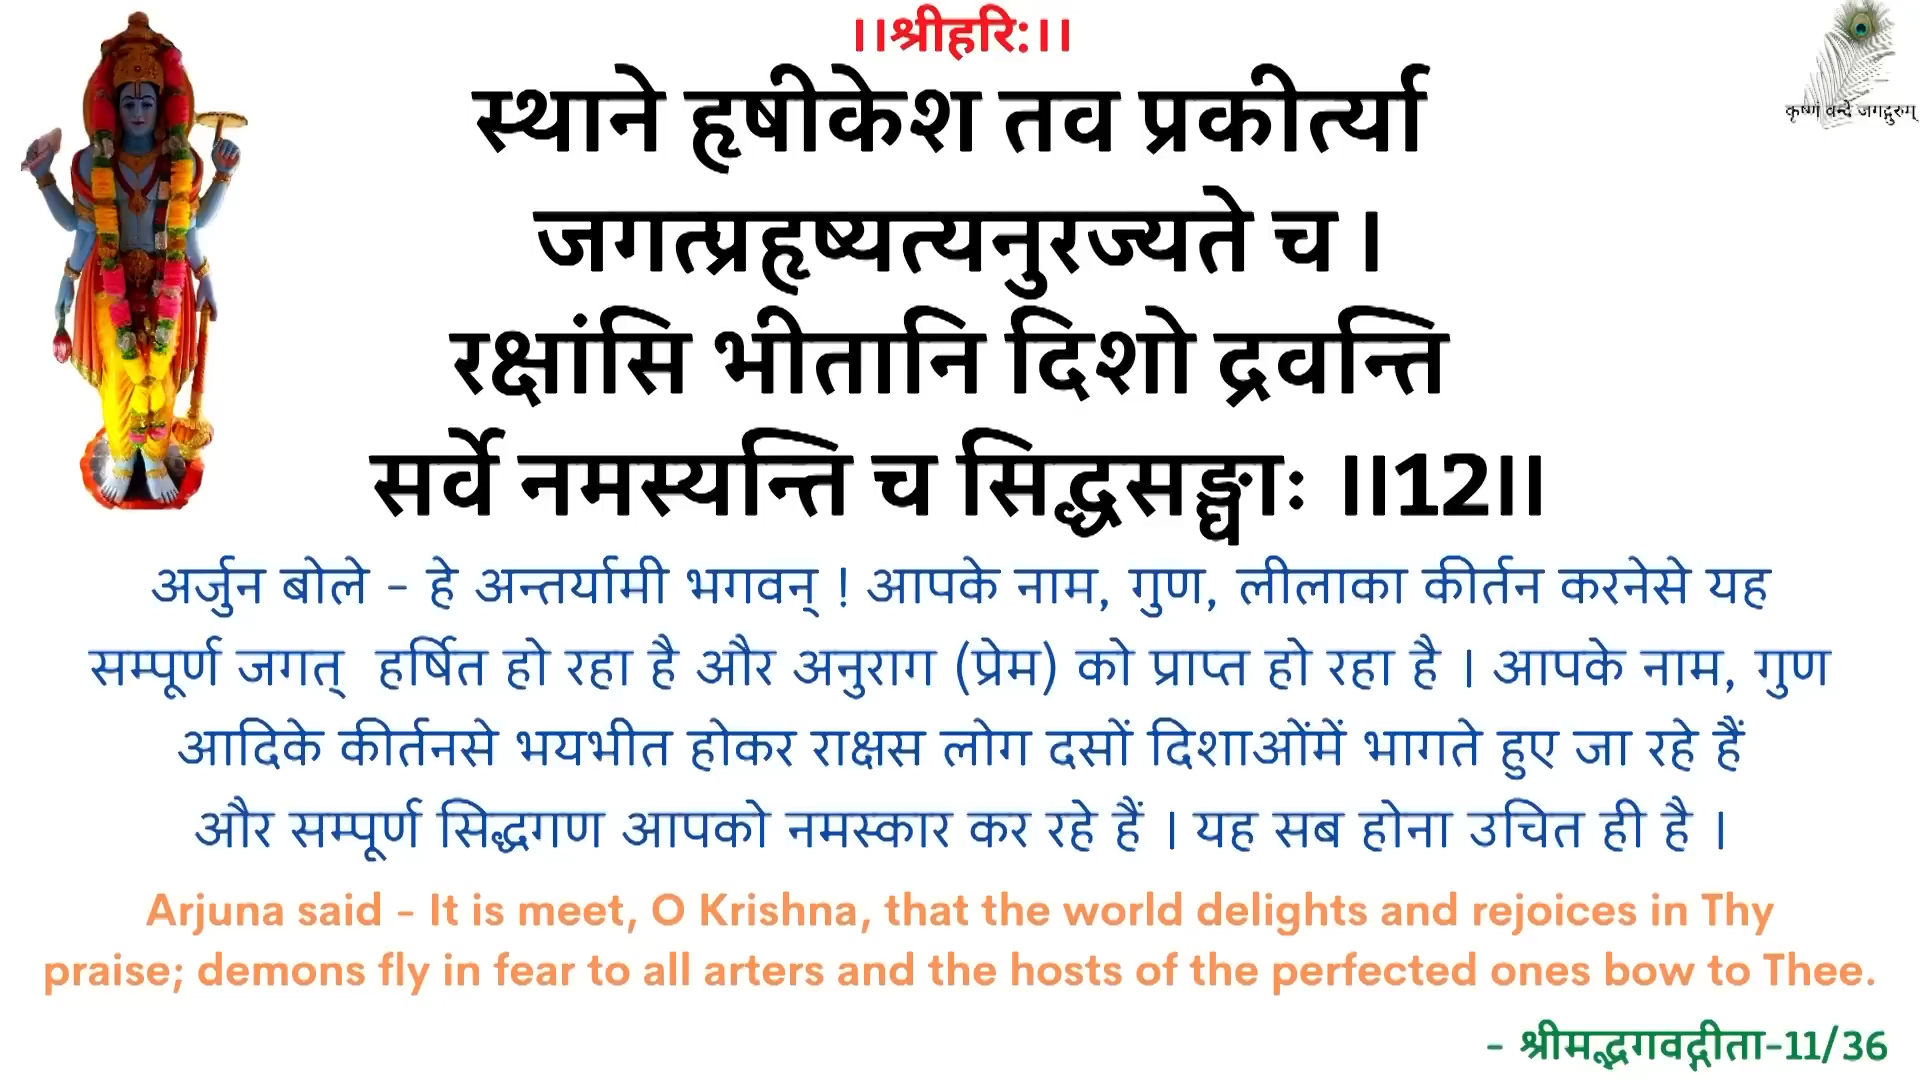 ।।श्रीहरि:।।
कृष्णं वन्दे जगद्गुरुम्
स्थाने हृषीकेश तव प्रकीर्त्या
जगत्प्रहृष्यत्यनुरज्यते च ।
रक्षांसि भीतानि दिशो द्रवन्ति
सर्वे नमस्यन्ति च सिद्धसङ्घाः ॥12॥
अर्जुन बोले - हे अन्तर्यामी भगवन् ! आपके नाम, गुण, लीलाका कीर्तन करनेसे यह
सम्पूर्ण जगत् हर्षित हो रहा है और अनुराग (प्रेम) को प्राप्त हो रहा है । आपके नाम, गुण
आदिके कीर्तनसे भयभीत होकर राक्षस लोग दसों दिशाओंमें भागते हुए जा रहे हैं
और सम्पूर्ण सिद्धगण आपको नमस्कार कर रहे हैं । यह सब होना उचित ही है ।
Arjuna said - It is meet, O Krishna, that the world delights and rejoices in Thy
praise; demons fly in fear to all arters and the hosts of the perfected ones bow to Thee.
- श्रीमद्भगवद्गीता-11/36